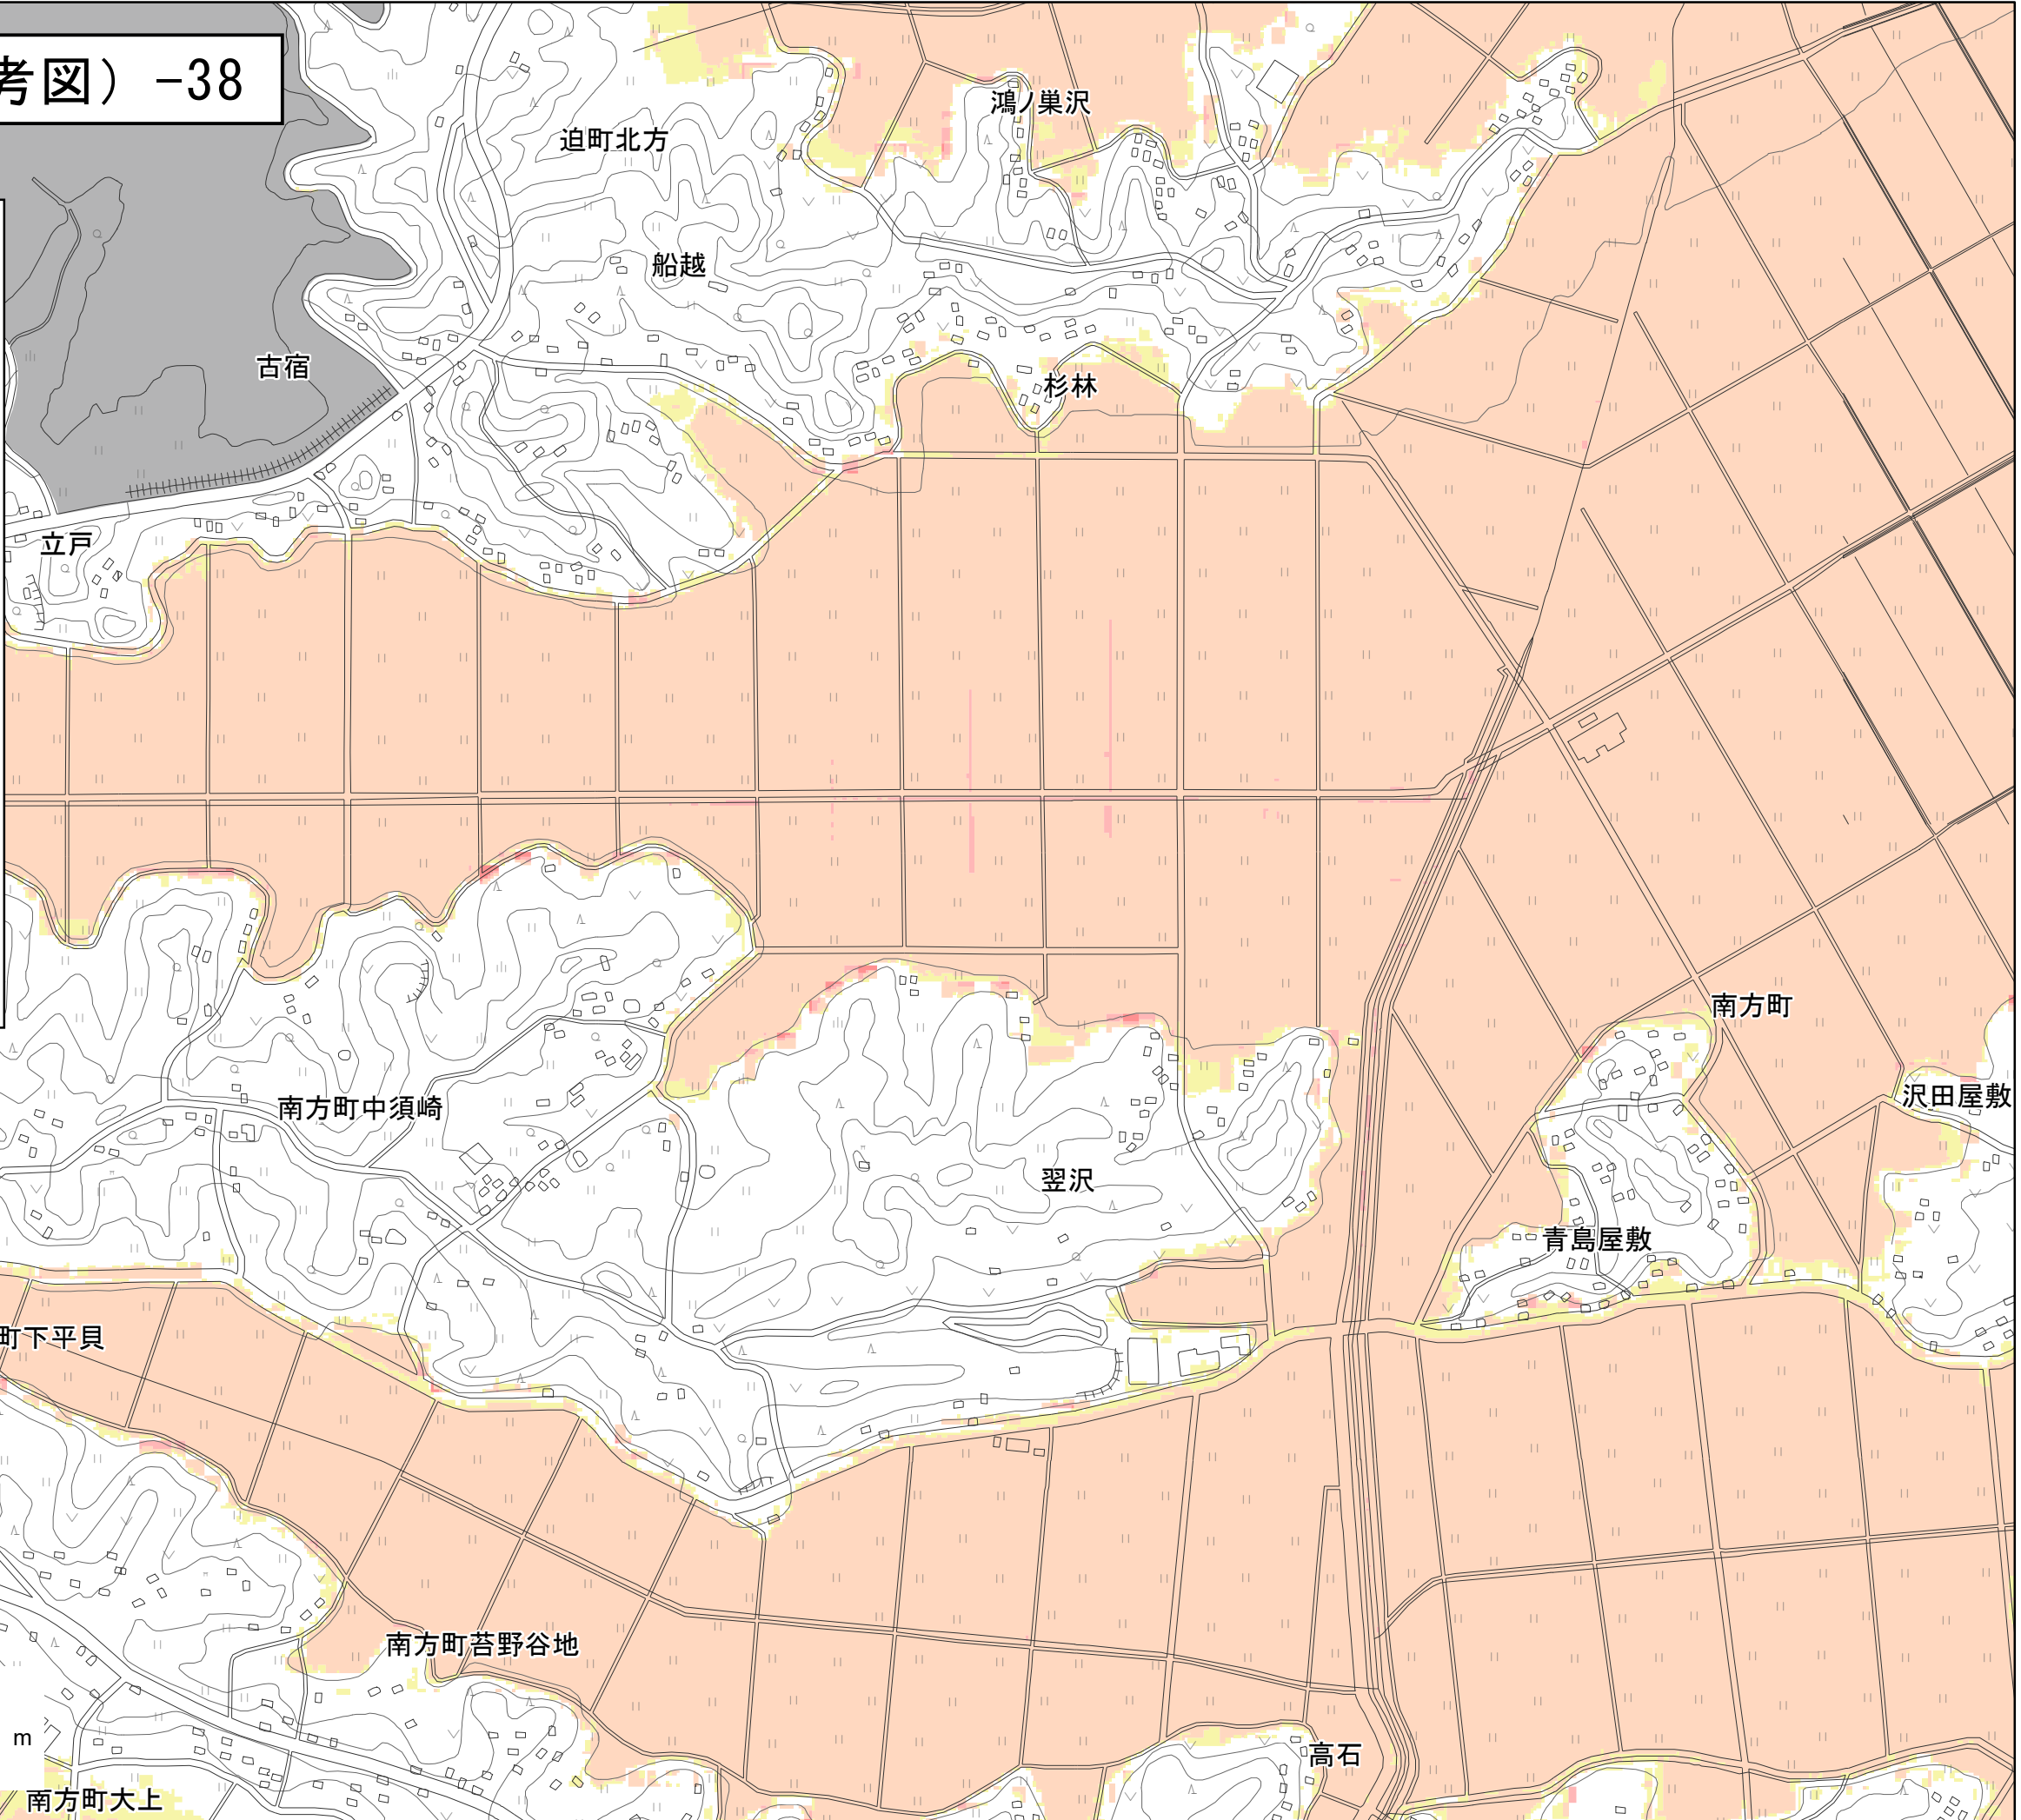 考図）-38
鴻ノ巣沢
迫町北方
船越
古宿
杉林
立戸
南方町
沢田屋敷
南方町中須崎
翌沢
青島屋敷
町下平貝
南方町苔野谷地
m
高石
南方町大上